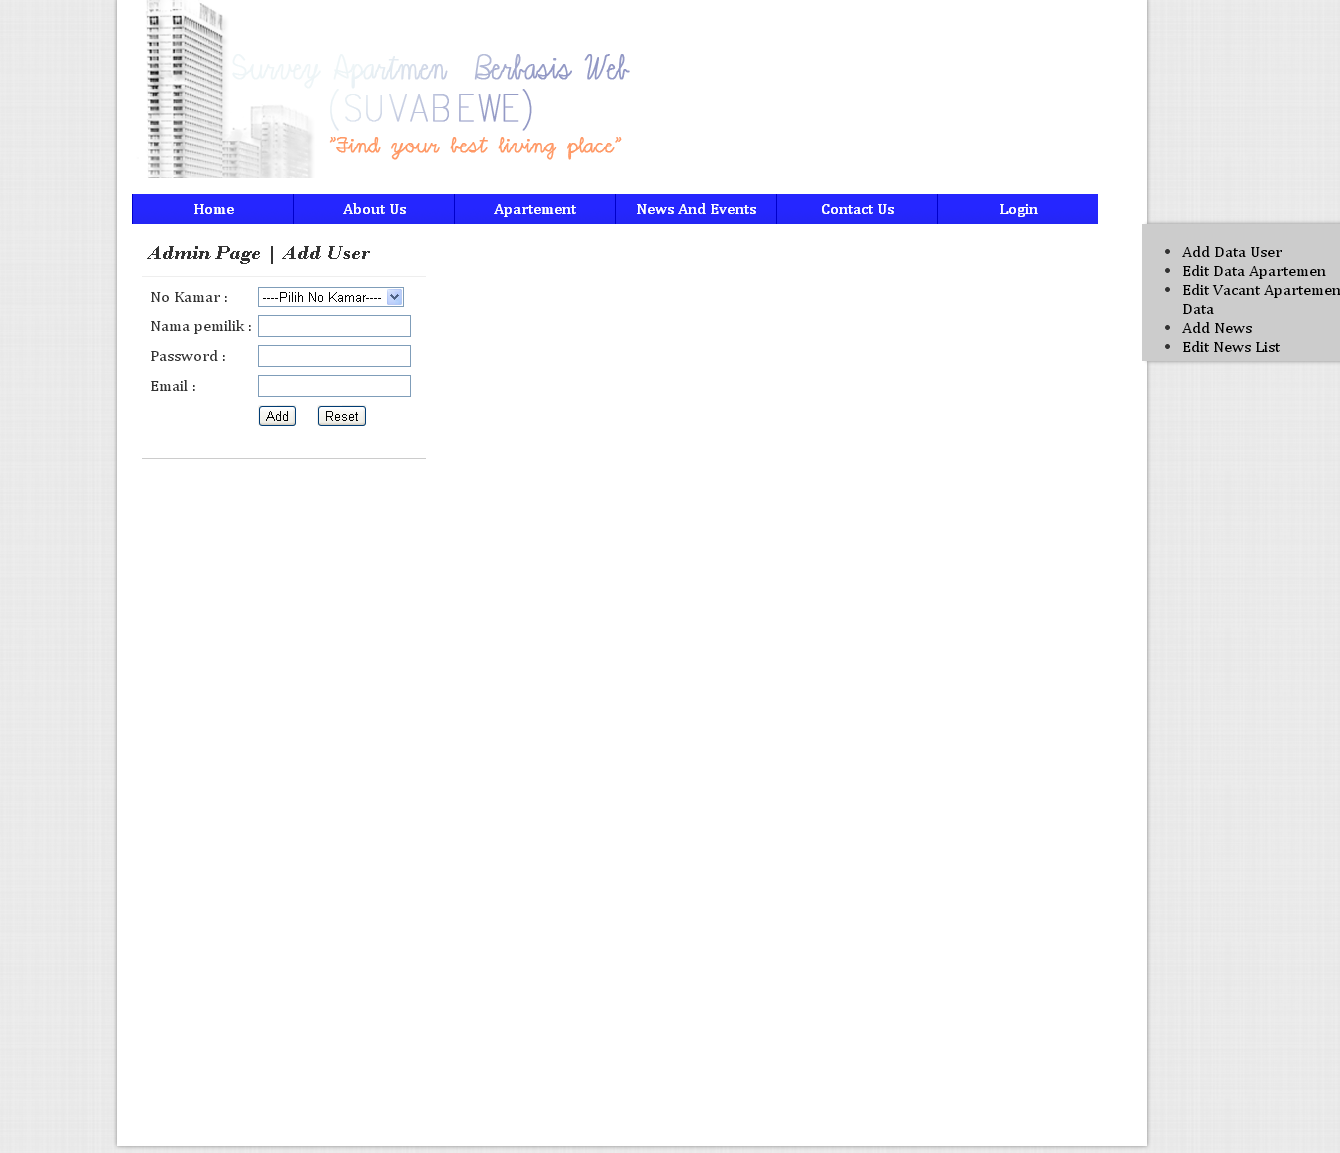 Survey Apartmen Berbasis Web
(SUVABEWE)
"Find your best living place"
Home
About Us
Apartement
News And Events
Contact Us
Login
Admin Page | Add User
No Kamar :
----Pilih No Kamar----
Nama pemilik :
Password :
Email :
Add
Reset
Add Data User
Edit Data Apartemen
Edit Vacant Apartemen
Data
Add News
Edit News List